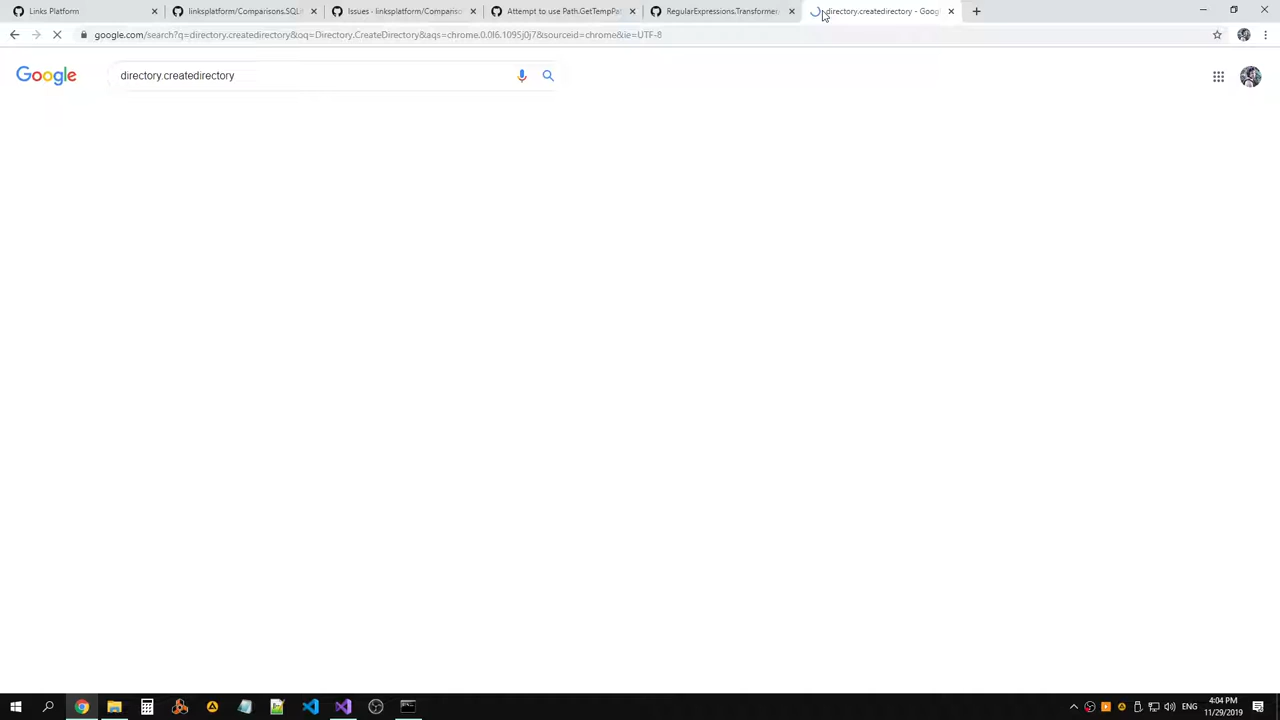 Links Platform
linksplatform/Comparisons.SQLi
Issues · linksplatform/Compariso
Attempt to use Path.GetTempPat
RegularExpressions.Transformer
directory.createdirectory - Goog
google.com/search?q=directory.createdirectory&oq=Directory.CreateDirectory&aqs=chrome.0.0l6.1095j0j7&sourceid=chrome&ie=UTF-8
Google
directory.createdirectory
ENG
4:04 PM
11/29/2019